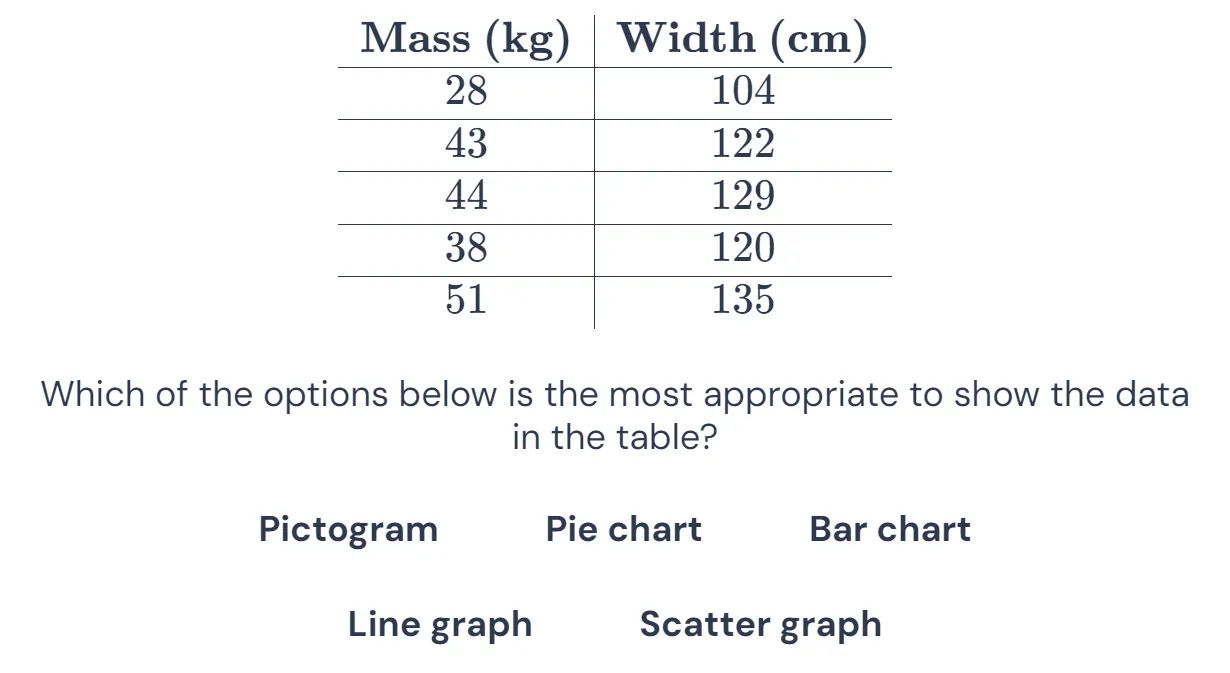 Mass (kg) Width (cm)
28 104
43 122
44 129
38 120
51 135
Which of the options below is the most appropriate to show the data
in the table?
Pictogram Pie chart Bar chart
Line graph Scatter graph